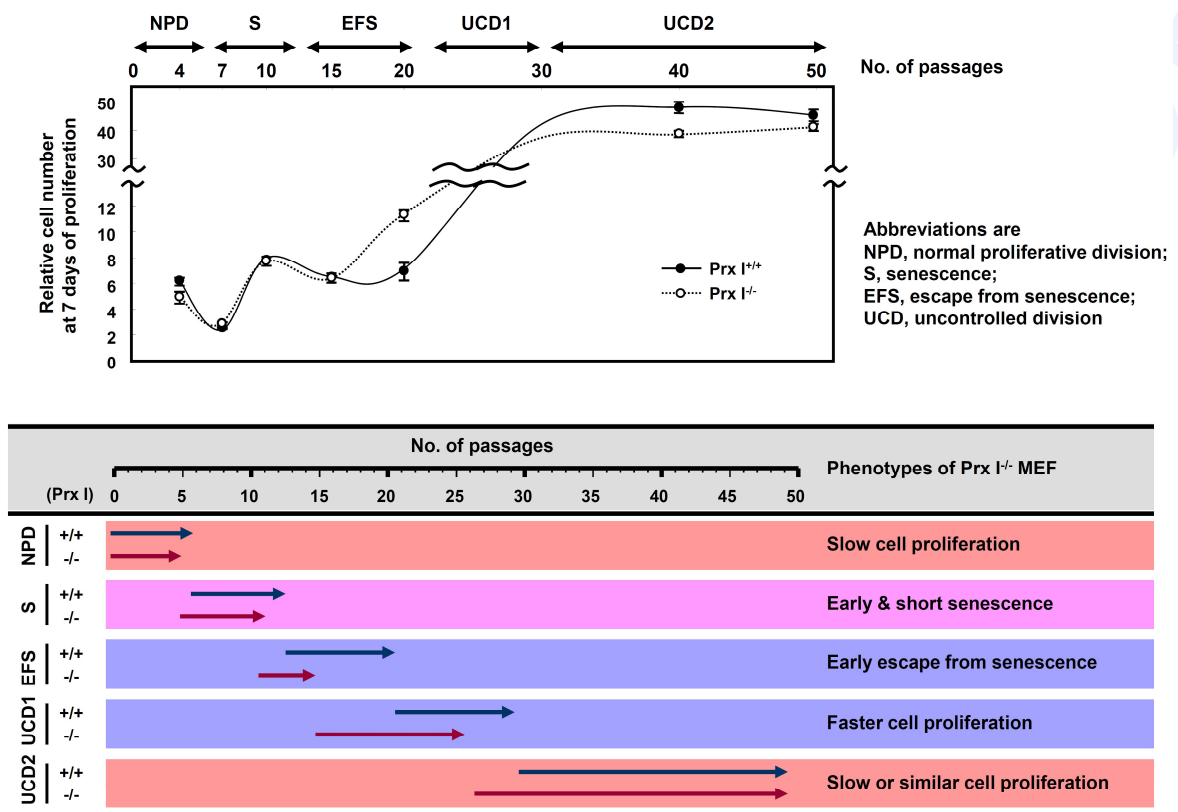 NPD S EFS UCD1 UCD2
0 4 7 10 15 20 30 40 50 No. of passages
50
40
30
12
10
8
6
4
2
0
Relative cell number
at 7 days of proliferation
Prx I+/+
Prx I-/-
Abbreviations are
NPD, normal proliferative division;
S, senescence;
EFS, escape from senescence;
UCD, uncontrolled division
No. of passages
Phenotypes of Prx I-/- MEF
(Prx I) 0 5 10 15 20 25 30 35 40 45 50
NPD
+/+
-/-
Slow cell proliferation
S
+/+
-/-
Early & short senescence
EFS
+/+
-/-
Early escape from senescence
UCD1
+/+
-/-
Faster cell proliferation
UCD2
+/+
-/-
Slow or similar cell proliferation